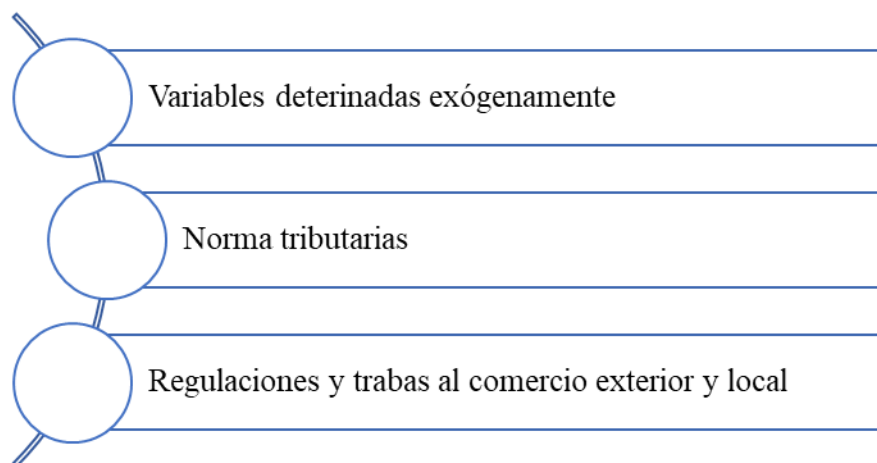 Variables deterinadas exógenamente
Norma tributarias
Regulaciones y trabas al comercio exterior y local